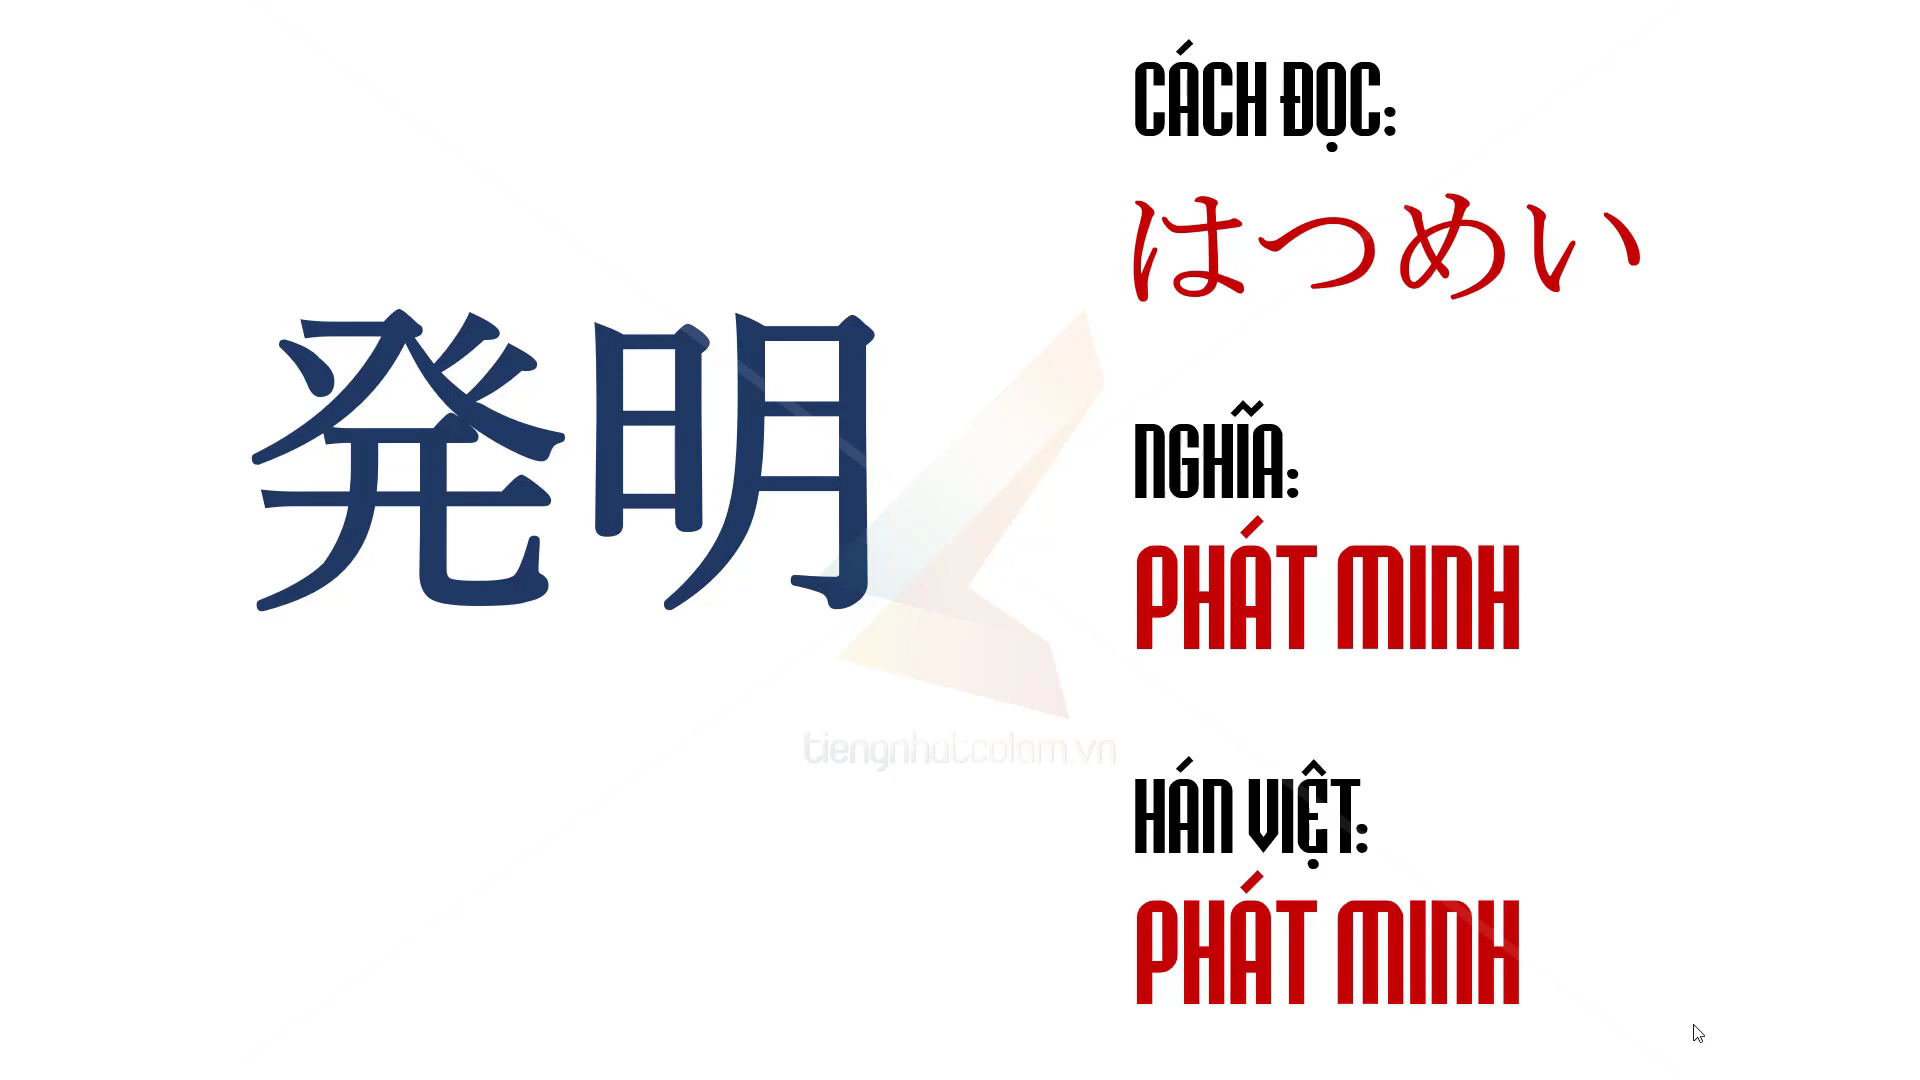 発明
CÁCH ĐỌC:
はつめい
NGHĨA:
PHÁT MINH
HÁN VIỆT:
PHÁT MINH
tiengnhatcolam.vn